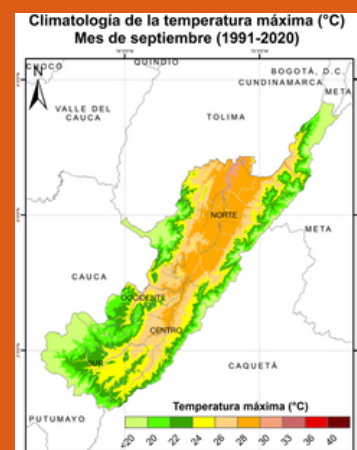 Climatología de la temperatura máxima (°C)
Mes de septiembre (1991-2020)
QUINDIO
BOGOTÁ, D.C.
CUNDINAMARCA
META
N
VALLE DEL
CAUCA
TOLIMA
NORTE
META
CAUCA
OCCIDENTE
CENTRO
SUR
CAQUETÁ
PUTUMAYO
Temperatura máxima (°C)
<20 20 22 24 26 28 30 33 36 40